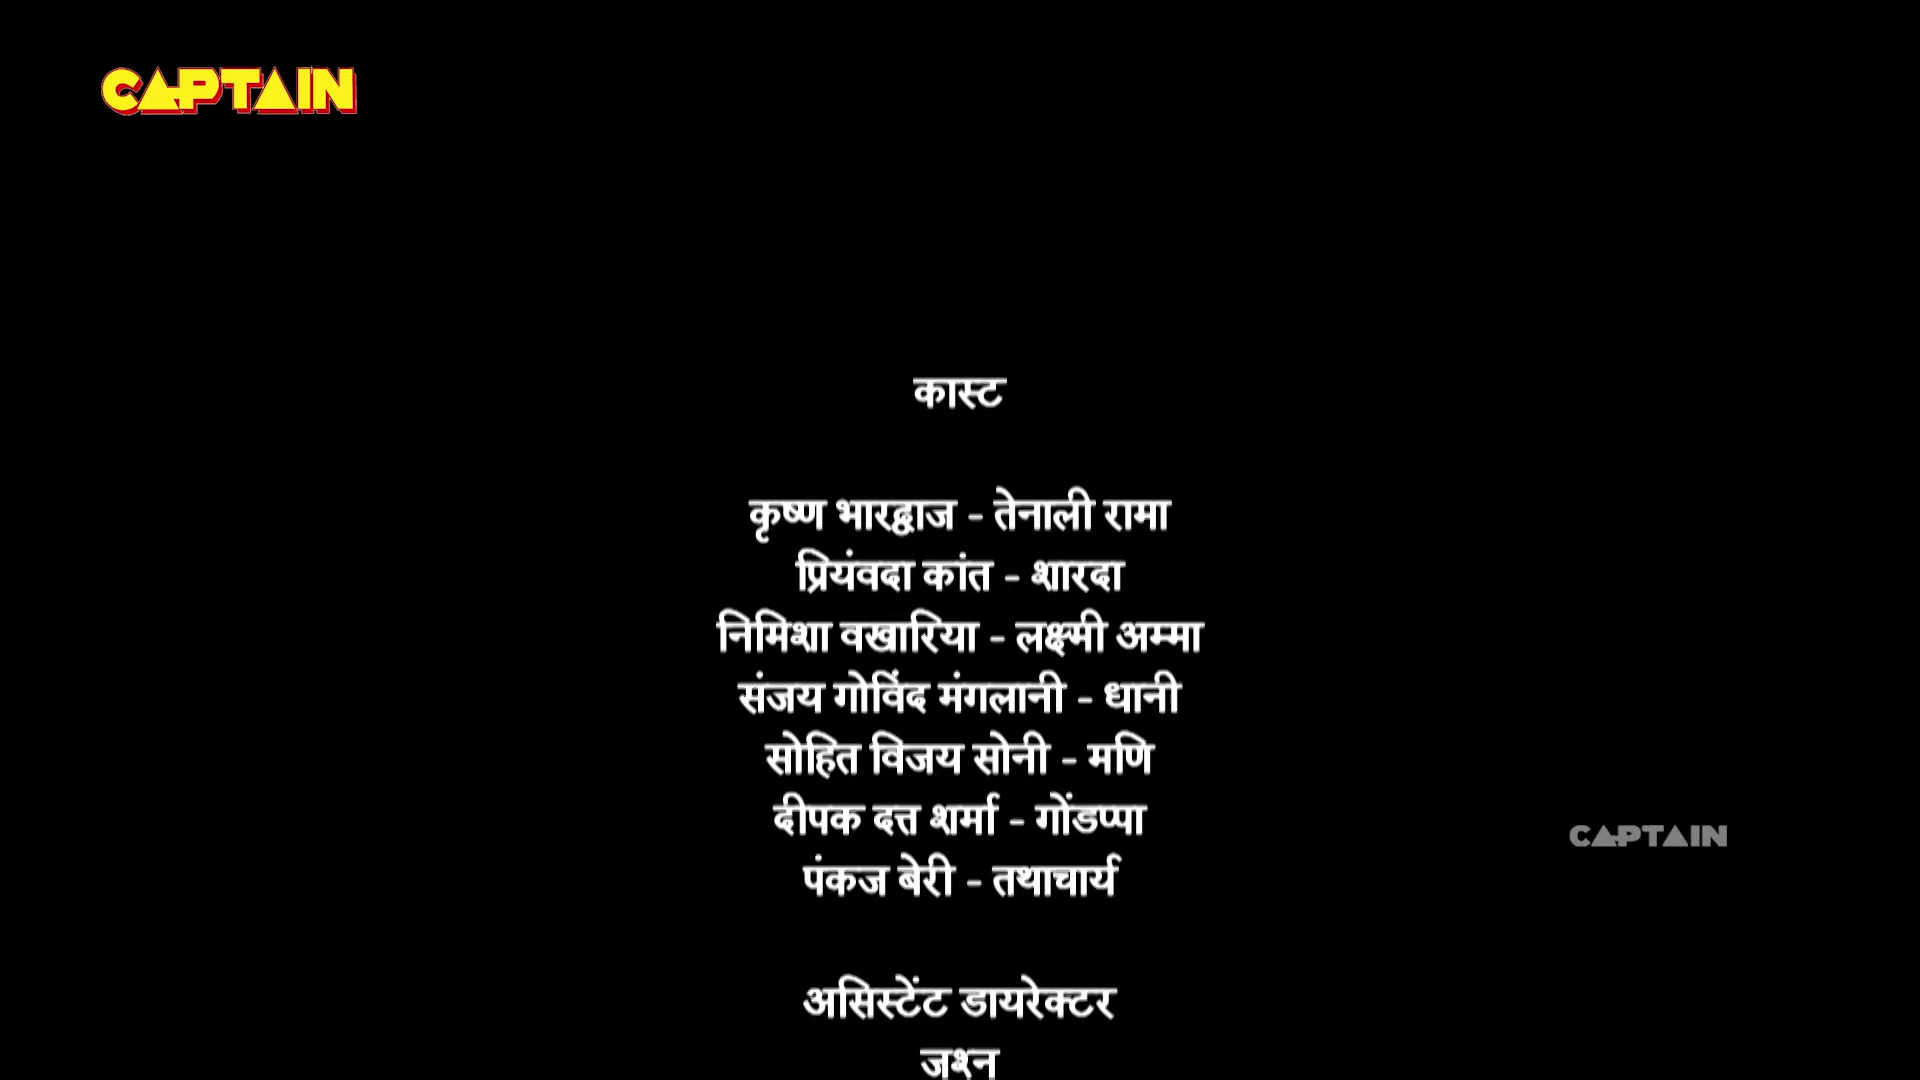 CAPTAIN
कास्ट
कृष्ण भारद्वाज - तेनाली रामा
प्रियंवदा कांत - शारदा
निमिशा वखारिया - लक्ष्मी अम्मा
संजय गोविंद मंगलानी - धानी
सोहित विजय सोनी - मणि
दीपक दत्त शर्मा - गोंडप्पा
CAPTAIN
पंकज बेरी - तथाचार्य
असिस्टेंट डायरेक्टर
जश्न